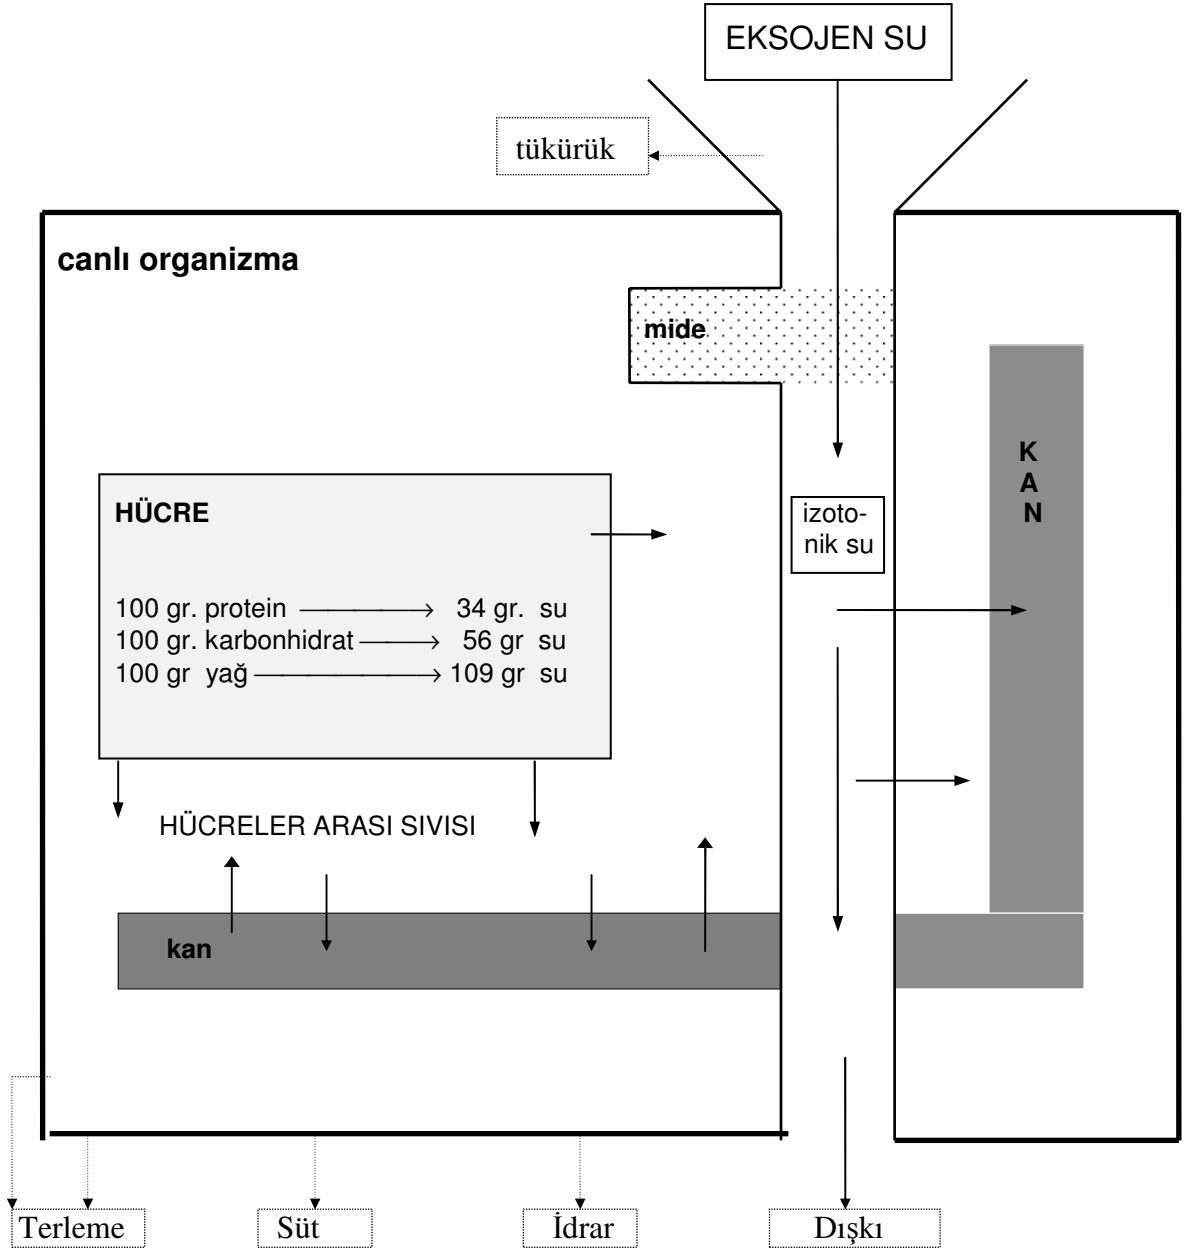 EKSOJEN SU
tükürük
canlı organizma
mide
K
A
N
HÜCRE
izoto-
nik su
100 gr. protein ⟶ 34 gr. su
100 gr. karbonhidrat ⟶ 56 gr su
100 gr yağ ⟶ 109 gr su
HÜCRELER ARASI SIVISI
kan
Terleme
Süt
İdrar
Dışkı